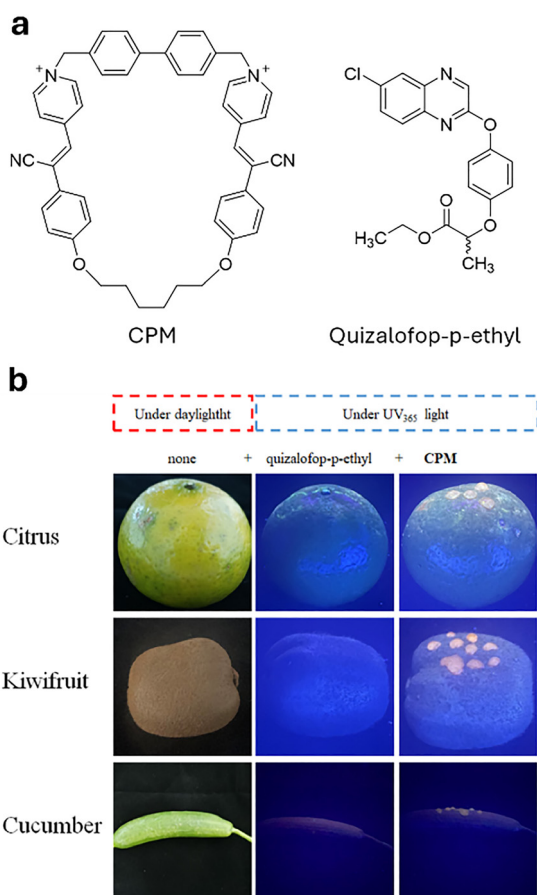 a
N+
N+
NC
CN
O
O
CPM
Cl
N
N
O
O
O
O
H3C
CH3
Quizalofop-p-ethyl
b
Under daylightht
Under UV365 light
none + quizalofop-p-ethyl + CPM
Citrus
Kiwifruit
Cucumber